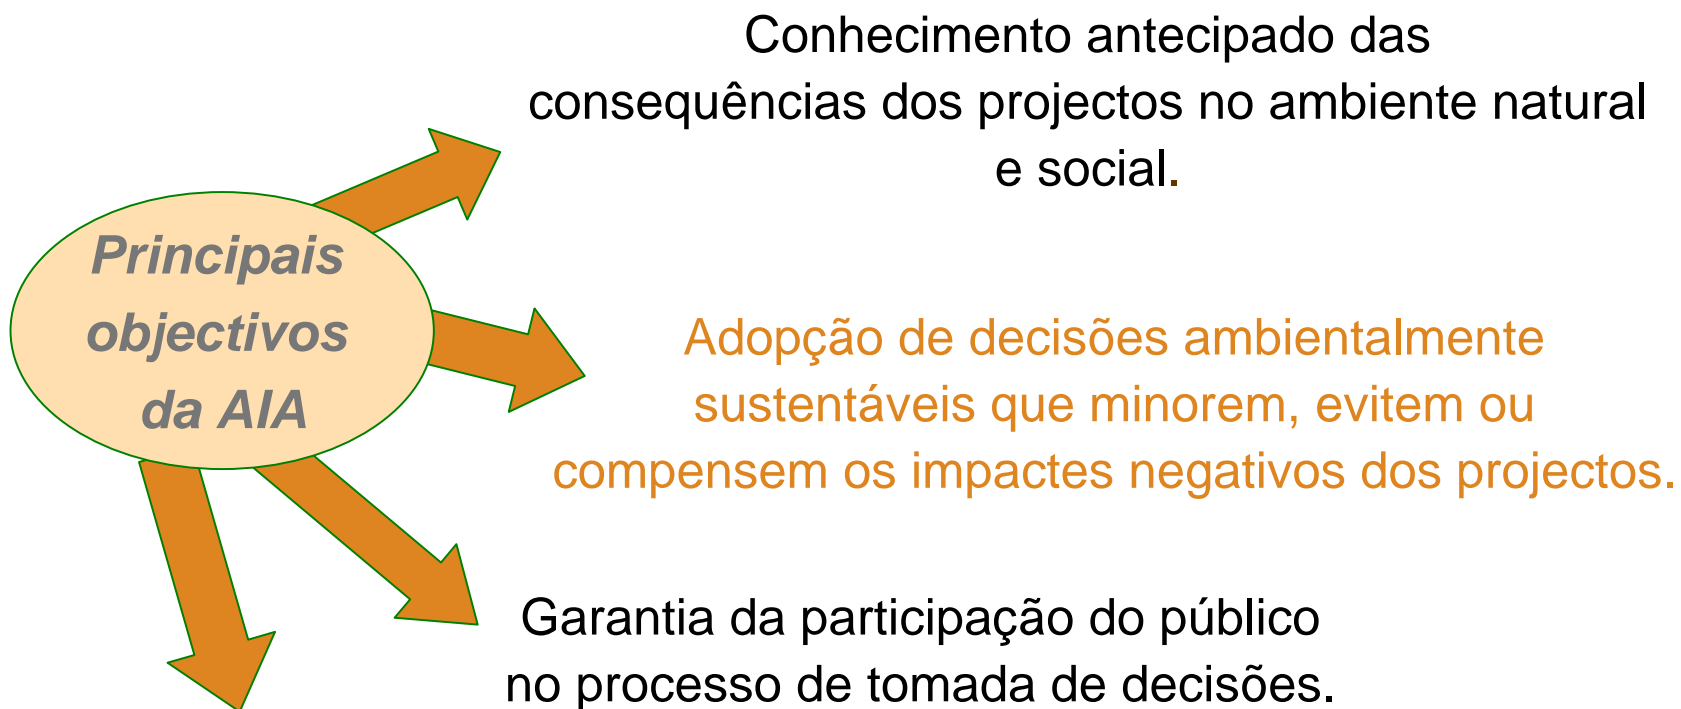 Conhecimento antecipado das
consequências dos projectos no ambiente natural
e social.
Principais
objectivos
da AIA
Adopção de decisões ambientalmente
sustentáveis que minorem, evitem ou
compensem os impactes negativos dos projectos.
Garantia da participação do público
no processo de tomada de decisões.